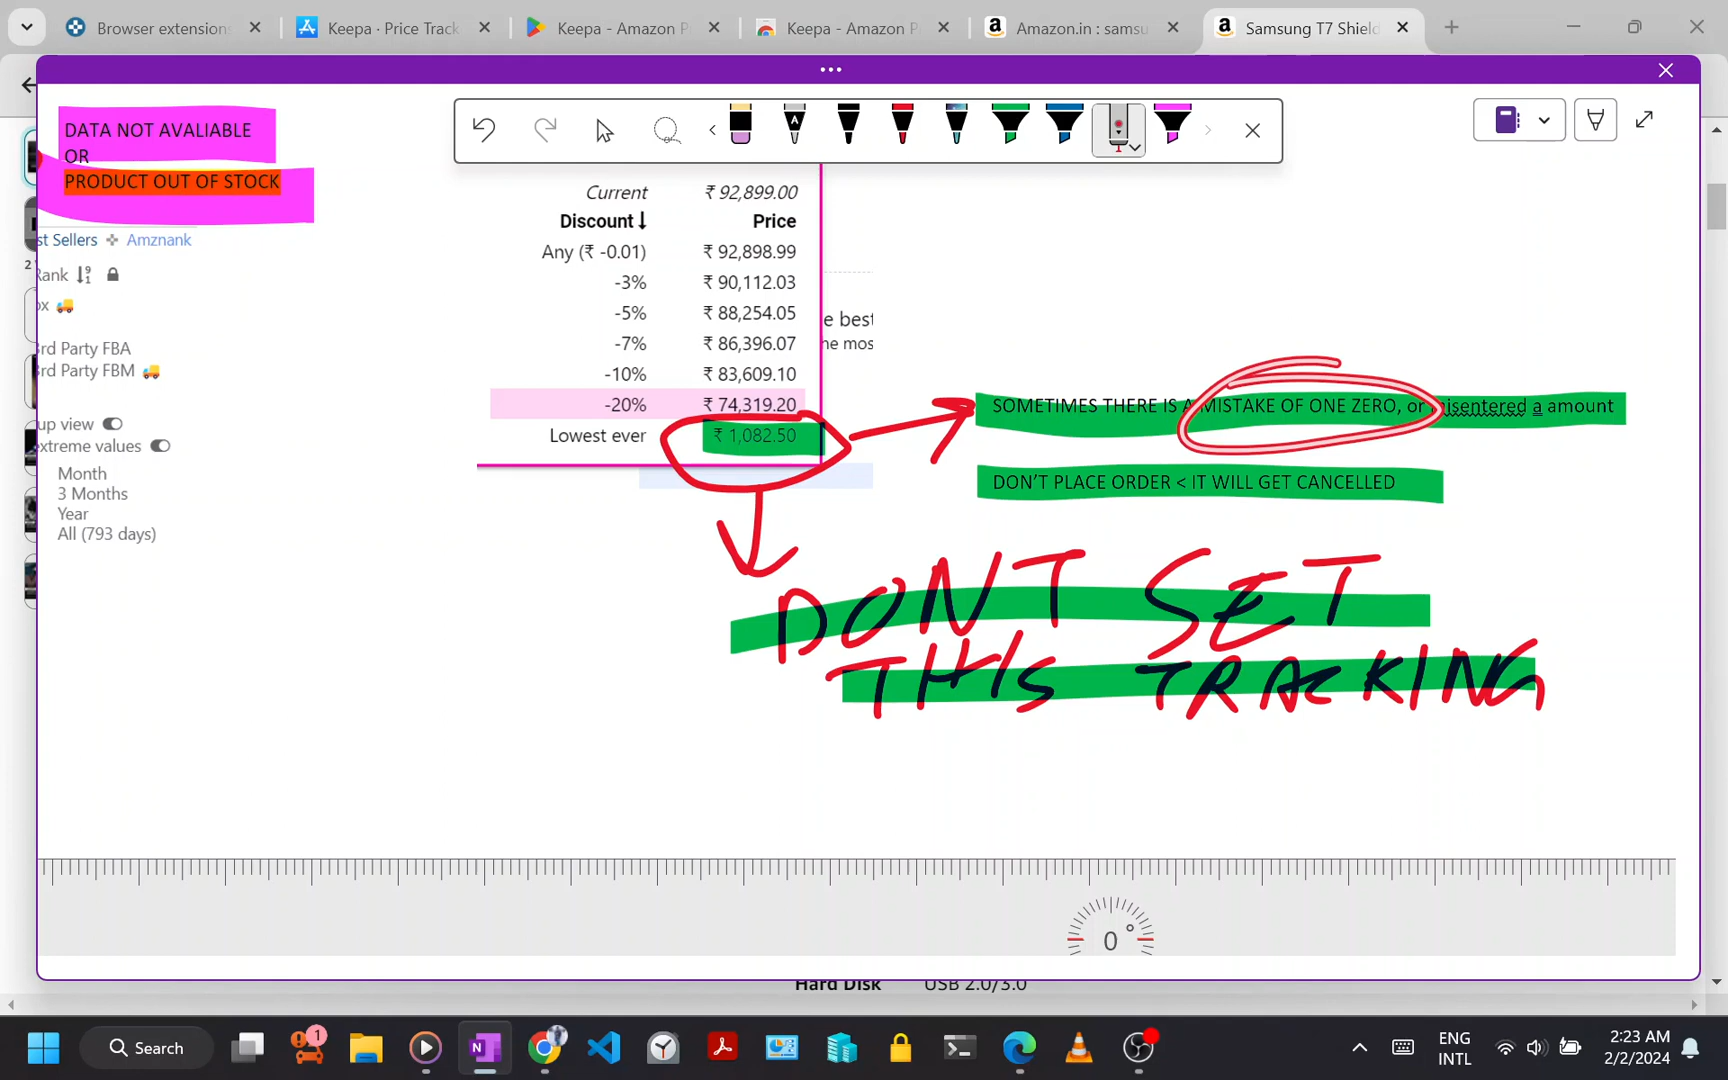 Browser extensions
Keepa · Price Track
Keepa - Amazon P
Keepa - Amazon P
Amazon.in : samsu
Samsung T7 Shield
DATA NOT AVALIABLE
OR
PRODUCT OUT OF STOCK
st Sellers Amznank
Rank
ox
3rd Party FBA
3rd Party FBM
up view
extreme values
Month
3 Months
Year
All (793 days)
Current ₹ 92,899.00
Discount↓ Price
Any (₹ -0.01) ₹ 92,898.99
-3% ₹ 90,112.03
-5% ₹ 88,254.05
-7% ₹ 86,396.07
-10% ₹ 83,609.10
-20% ₹ 74,319.20
Lowest ever ₹ 1,082.50
e best
he mos
SOMETIMES THERE IS A MISTAKE OF ONE ZERO, or misentered a amount
DON'T PLACE ORDER < IT WILL GET CANCELLED
DONT SET
THIS TRACKING
0°
Hard Disk USB 2.0/3.0
Search
1
ENG
INTL
2:23 AM
2/2/2024